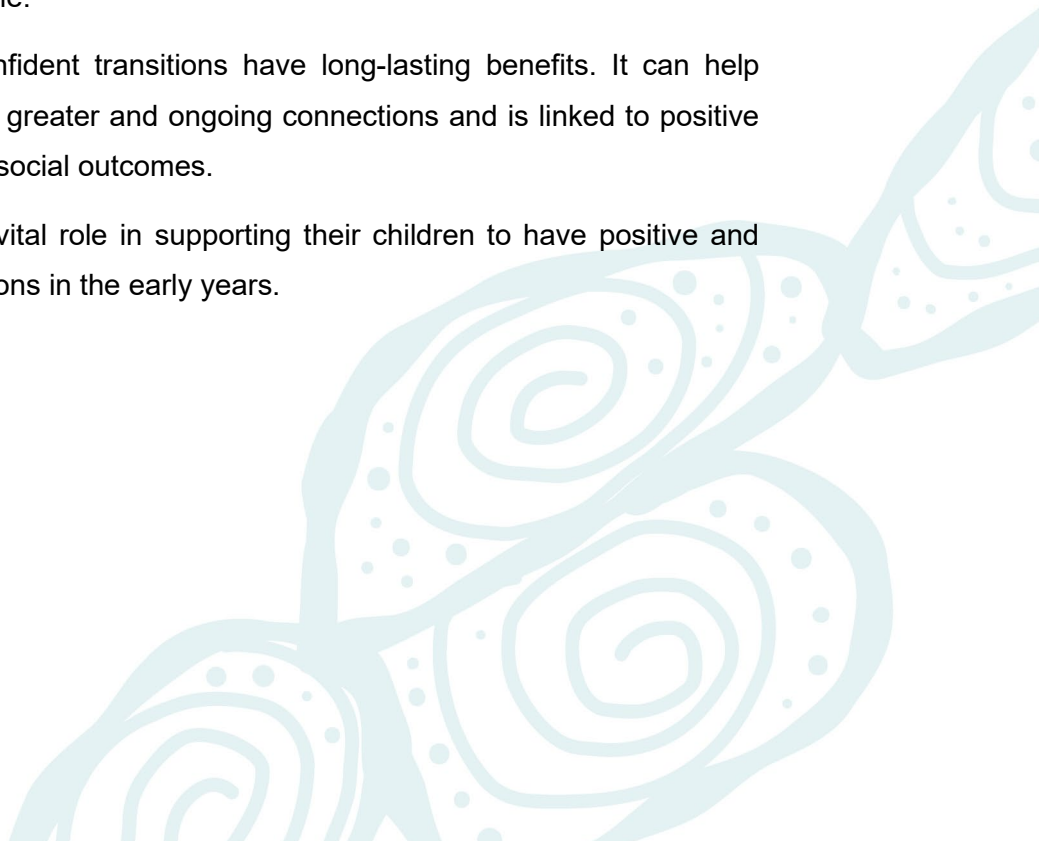 nfident transitions have long-lasting benefits. It can help
greater and ongoing connections and is linked to positive
social outcomes.
vital role in supporting their children to have positive and
ons in the early years.